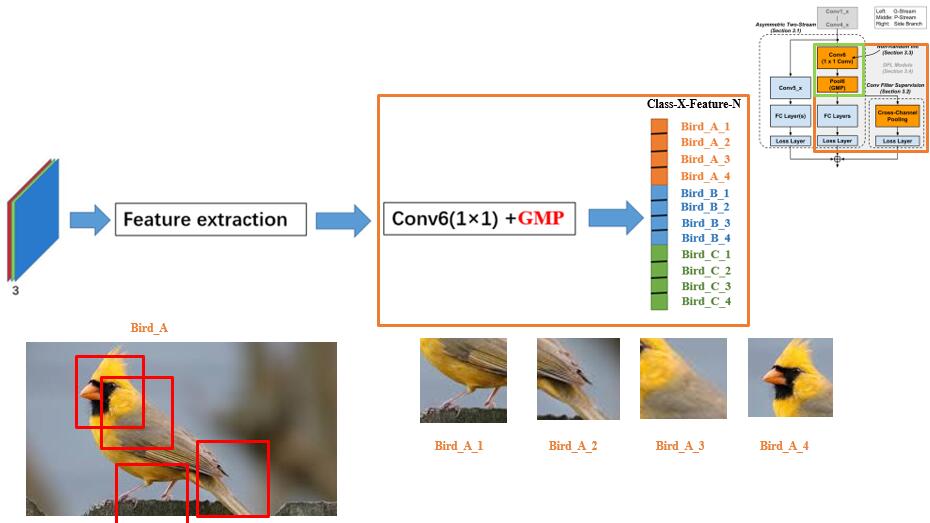 Conv1_x
|
Conv4_x
Left: G-Stream
Middle: P-Stream
Right: Side Branch
Asymmetric Two-Stream
(Section 3.1)
Conv6
(1 x 1 Conv)
(Section 3.3)
DFL Module
(Section 3.4)
Conv5_x
Pool6
(GMP)
Conv Filter Supervision
(Section 3.2)
FC Layer(s)
FC Layers
Cross-Channel
Pooling
Loss Layer
Loss Layer
Loss Layer
Class-X-Feature-N
Bird_A_1
Bird_A_2
Bird_A_3
Bird_A_4
Bird_B_1
Bird_B_2
Bird_B_3
Bird_B_4
Bird_C_1
Bird_C_2
Bird_C_3
Bird_C_4
Feature extraction
Conv6(1×1) +GMP
3
Bird_A
Bird_A_1
Bird_A_2
Bird_A_3
Bird_A_4